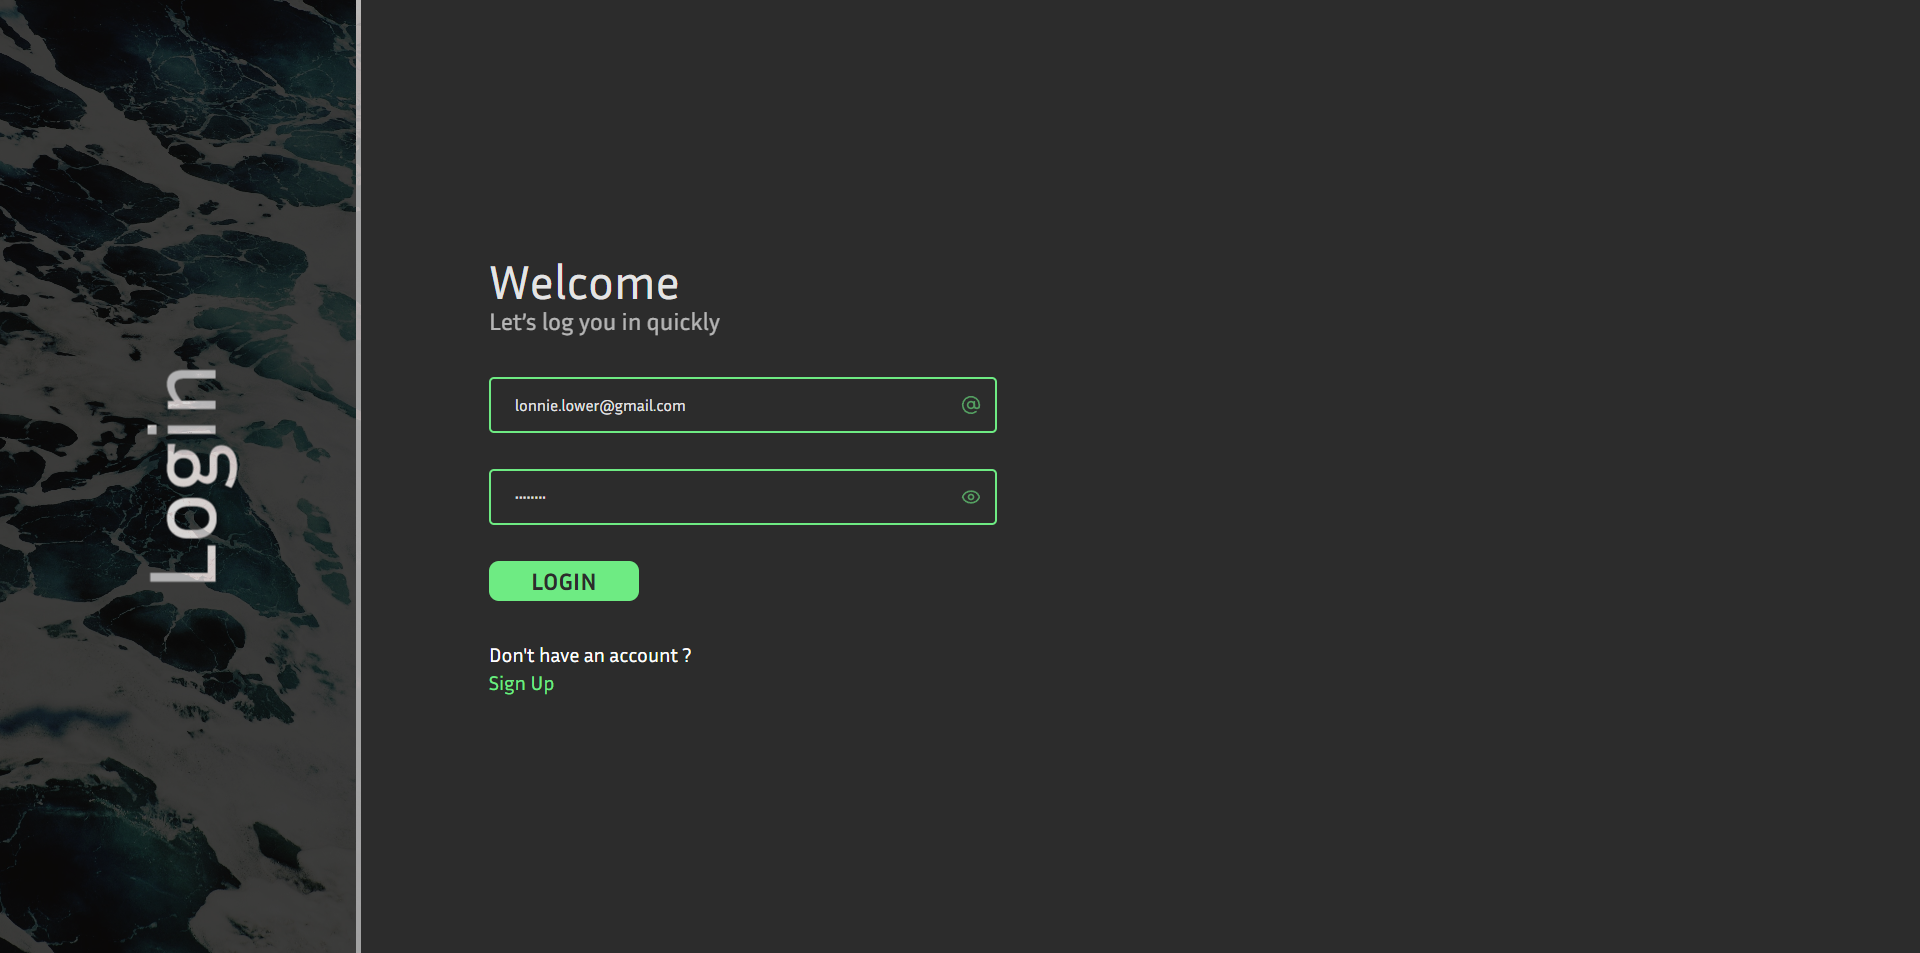 Login
Welcome
Let's log you in quickly
lonnie.lower@gmail.com
········
LOGIN
Don't have an account ?
Sign Up